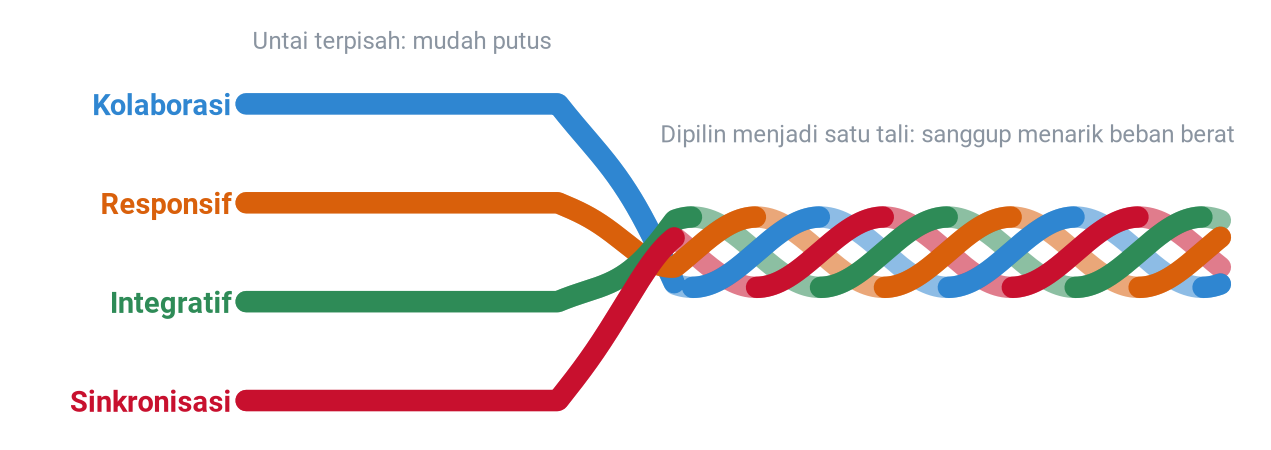 Untai terpisah: mudah putus
Kolaborasi
Dipilin menjadi satu tali: sanggup menarik beban berat
Responsif
Integratif
Sinkronisasi